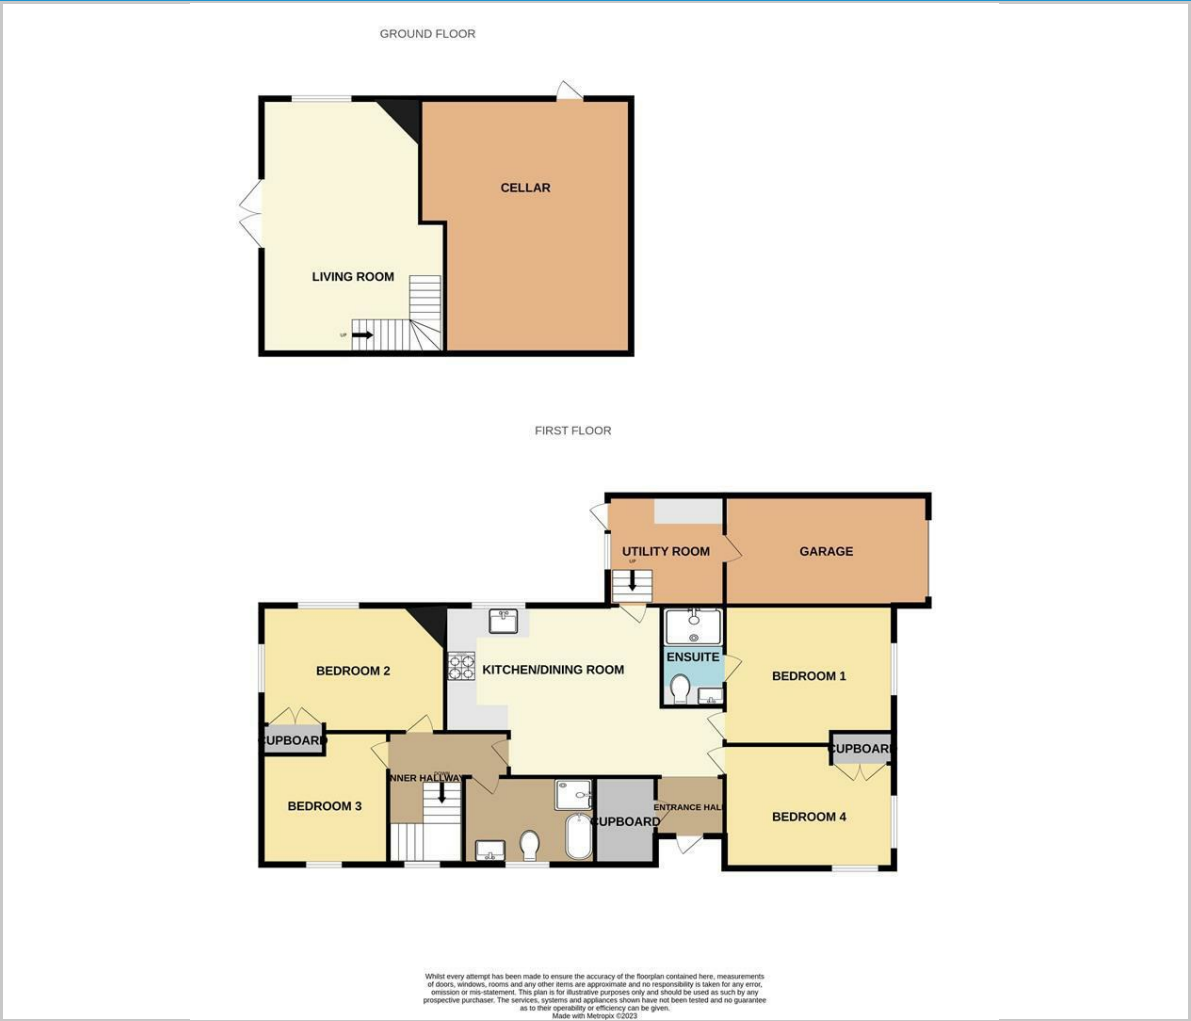 GROUND FLOOR
CELLAR
LIVING ROOM
UP
FIRST FLOOR
UTILITY ROOM
UP
GARAGE
ENSUITE
KITCHEN/DINING ROOM
BEDROOM 2
BEDROOM 1
CUPBOARD
CUPBOARD
INNER HALLWAY
BEDROOM 3
ENTRANCE HALL
CUPBOARD
BEDROOM 4
Whilst every attempt has been made to ensure the accuracy of the floorplan contained here, measurements
of doors, windows, rooms and any other items are approximate and no responsibility is taken for any error,
omission or mis-statement. This plan is for illustrative purposes only and should be used as such by any
prospective purchaser. The services, systems and appliances shown have not been tested and no guarantee
as to their operability or efficiency can be given.
Made with Metropix ©2023